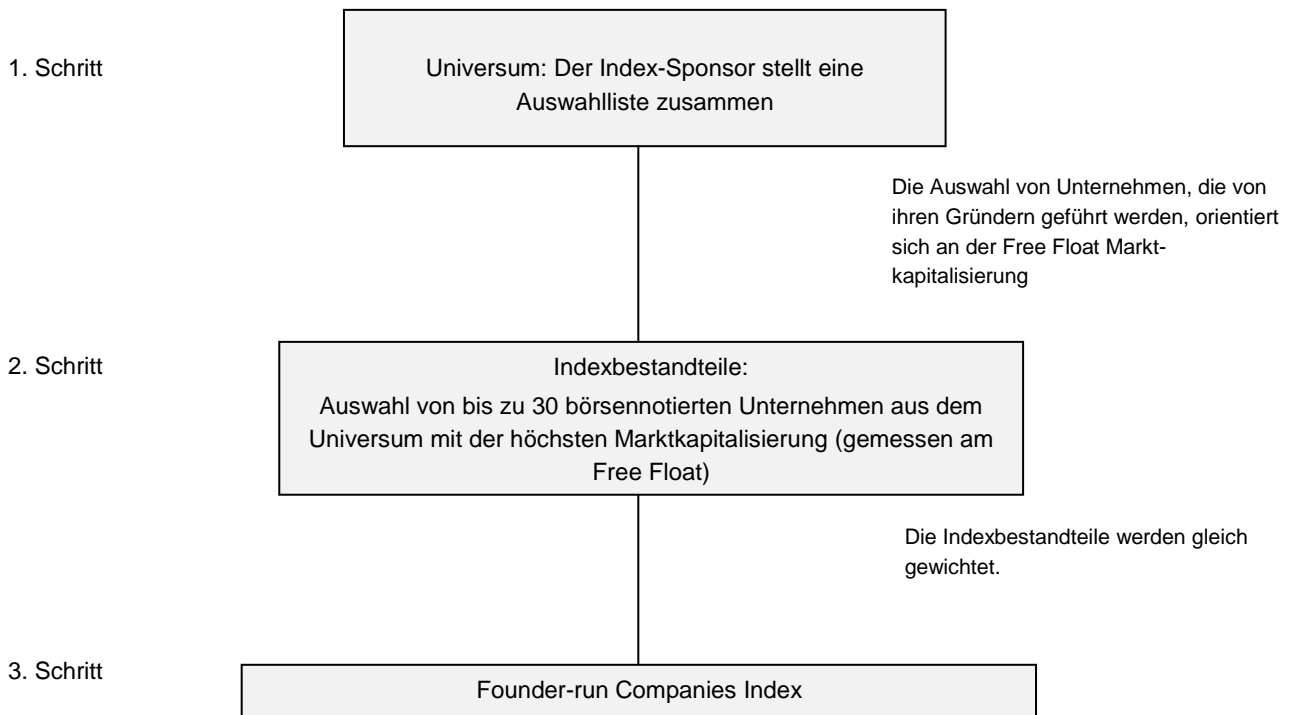 1. Schritt
Universum: Der Index-Sponsor stellt eine
Auswahlliste zusammen
Die Auswahl von Unternehmen, die von
ihren Gründern geführt werden, orientiert
sich an der Free Float Markt-
kapitalisierung
2. Schritt
Indexbestandteile:
Auswahl von bis zu 30 börsennotierten Unternehmen aus dem
Universum mit der höchsten Marktkapitalisierung (gemessen am
Free Float)
Die Indexbestandteile werden gleich
gewichtet.
3. Schritt
Founder-run Companies Index